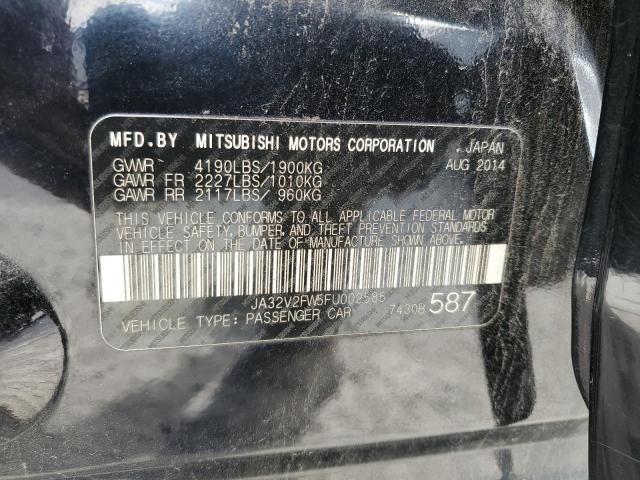 MFD.BY MITSUBISHI MOTORS CORPORATION . JAPAN
GVWR 4190LBS/1900KG AUG 2014
GAWR FR 2227LBS/1010KG
GAWR RR 2117LBS/ 960KG
THIS VEHICLE CONFORMS TO ALL APPLICABLE FEDERAL MOTOR
VEHICLE SAFETY, BUMPER, AND THEFT PREVENTION STANDARDS
IN EFFECT ON THE DATE OF MANUFACTURE SHOWN ABOVE.
JA32V2FW5FU002585
VEHICLE TYPE: PASSENGER CAR 7430B 587